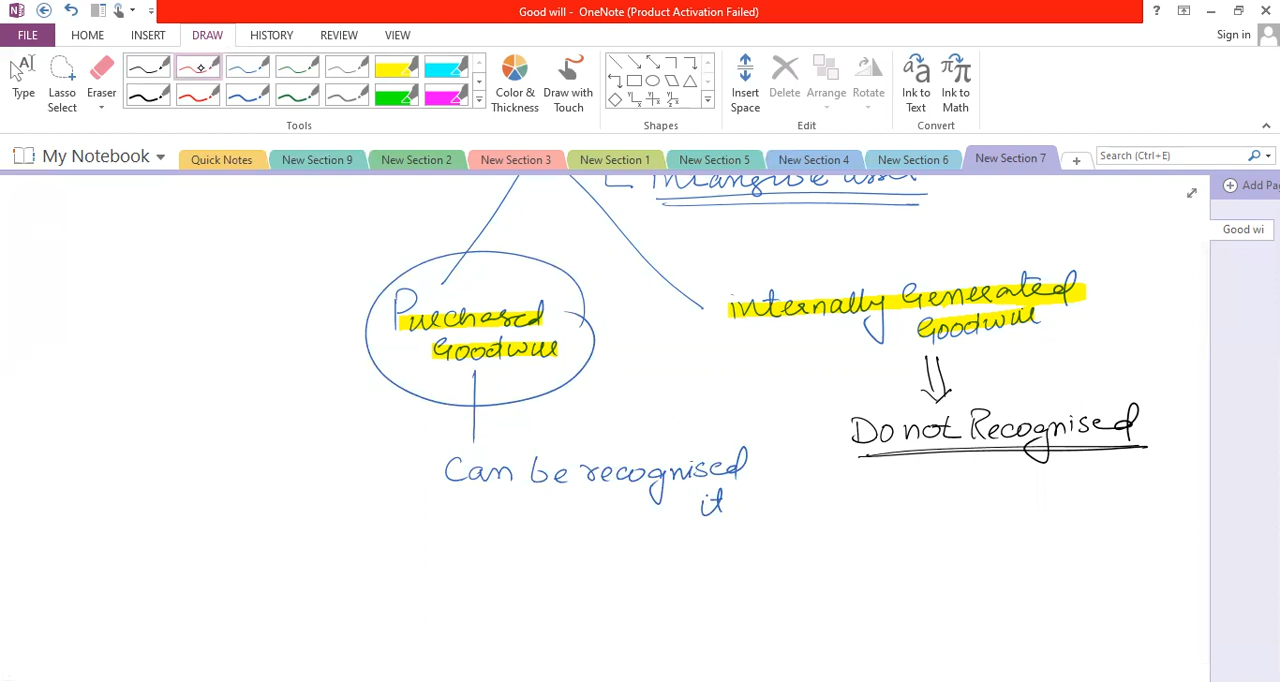 Good will - OneNote (Product Activation Failed)
?
Sign in
FILE HOME INSERT DRAW HISTORY REVIEW VIEW
Type
Lasso Select
Eraser
Color & Thickness
Draw with Touch
Insert Space
Delete
Arrange
Rotate
Ink to Text
Ink to Math
Tools
Shapes
Edit
Convert
My Notebook
Quick Notes
New Section 9
New Section 2
New Section 3
New Section 1
New Section 5
New Section 4
New Section 6
New Section 7
Search (Ctrl+E)
Add Pa
Good wi
Intangible asset
Purchased
Goodwill
internally Generated
Goodwill
Do not Recognised
Can be recognised
it